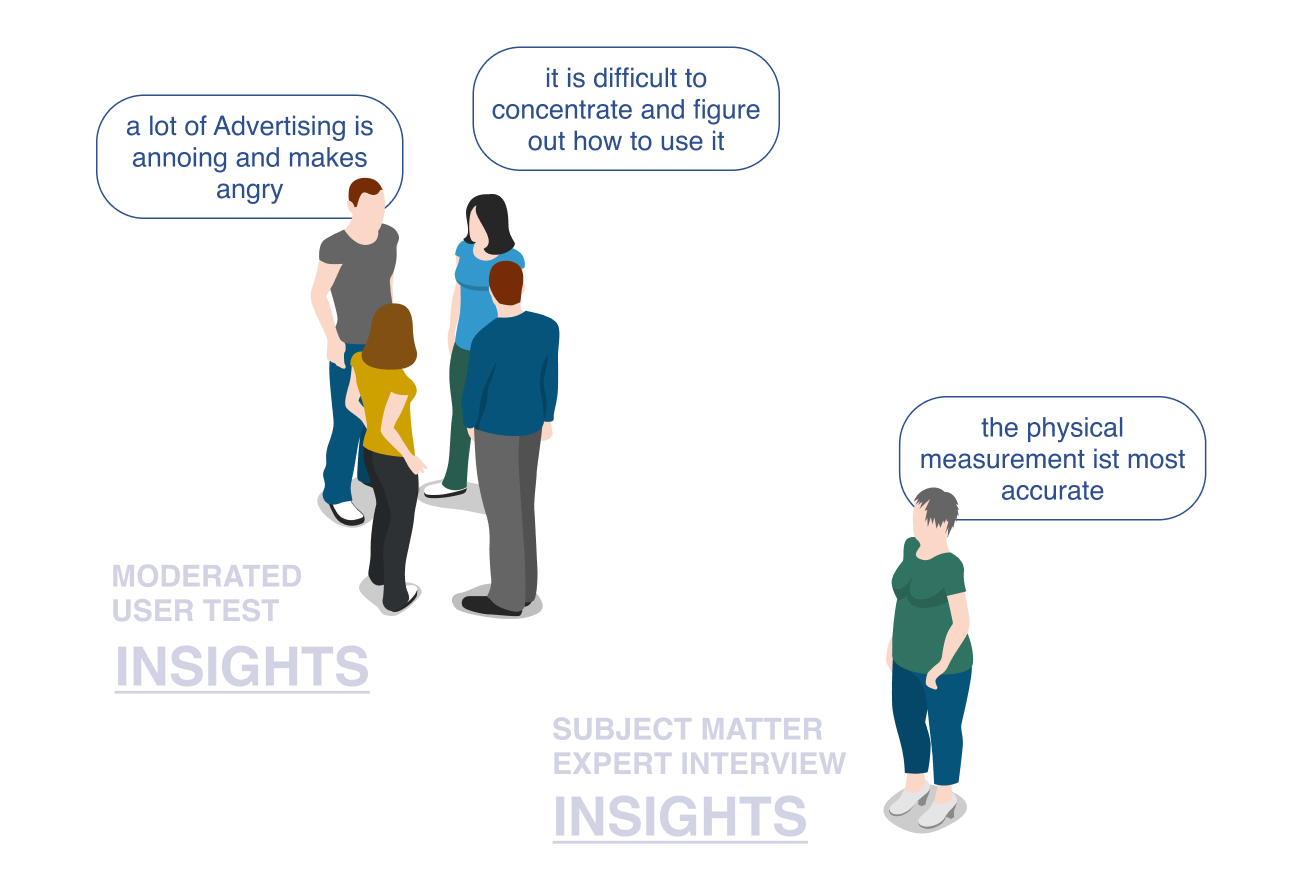 a lot of Advertising is
annoing and makes
angry
it is difficult to
concentrate and figure
out how to use it
the physical
measurement ist most
accurate
MODERATED
USER TEST
INSIGHTS
SUBJECT MATTER
EXPERT INTERVIEW
INSIGHTS